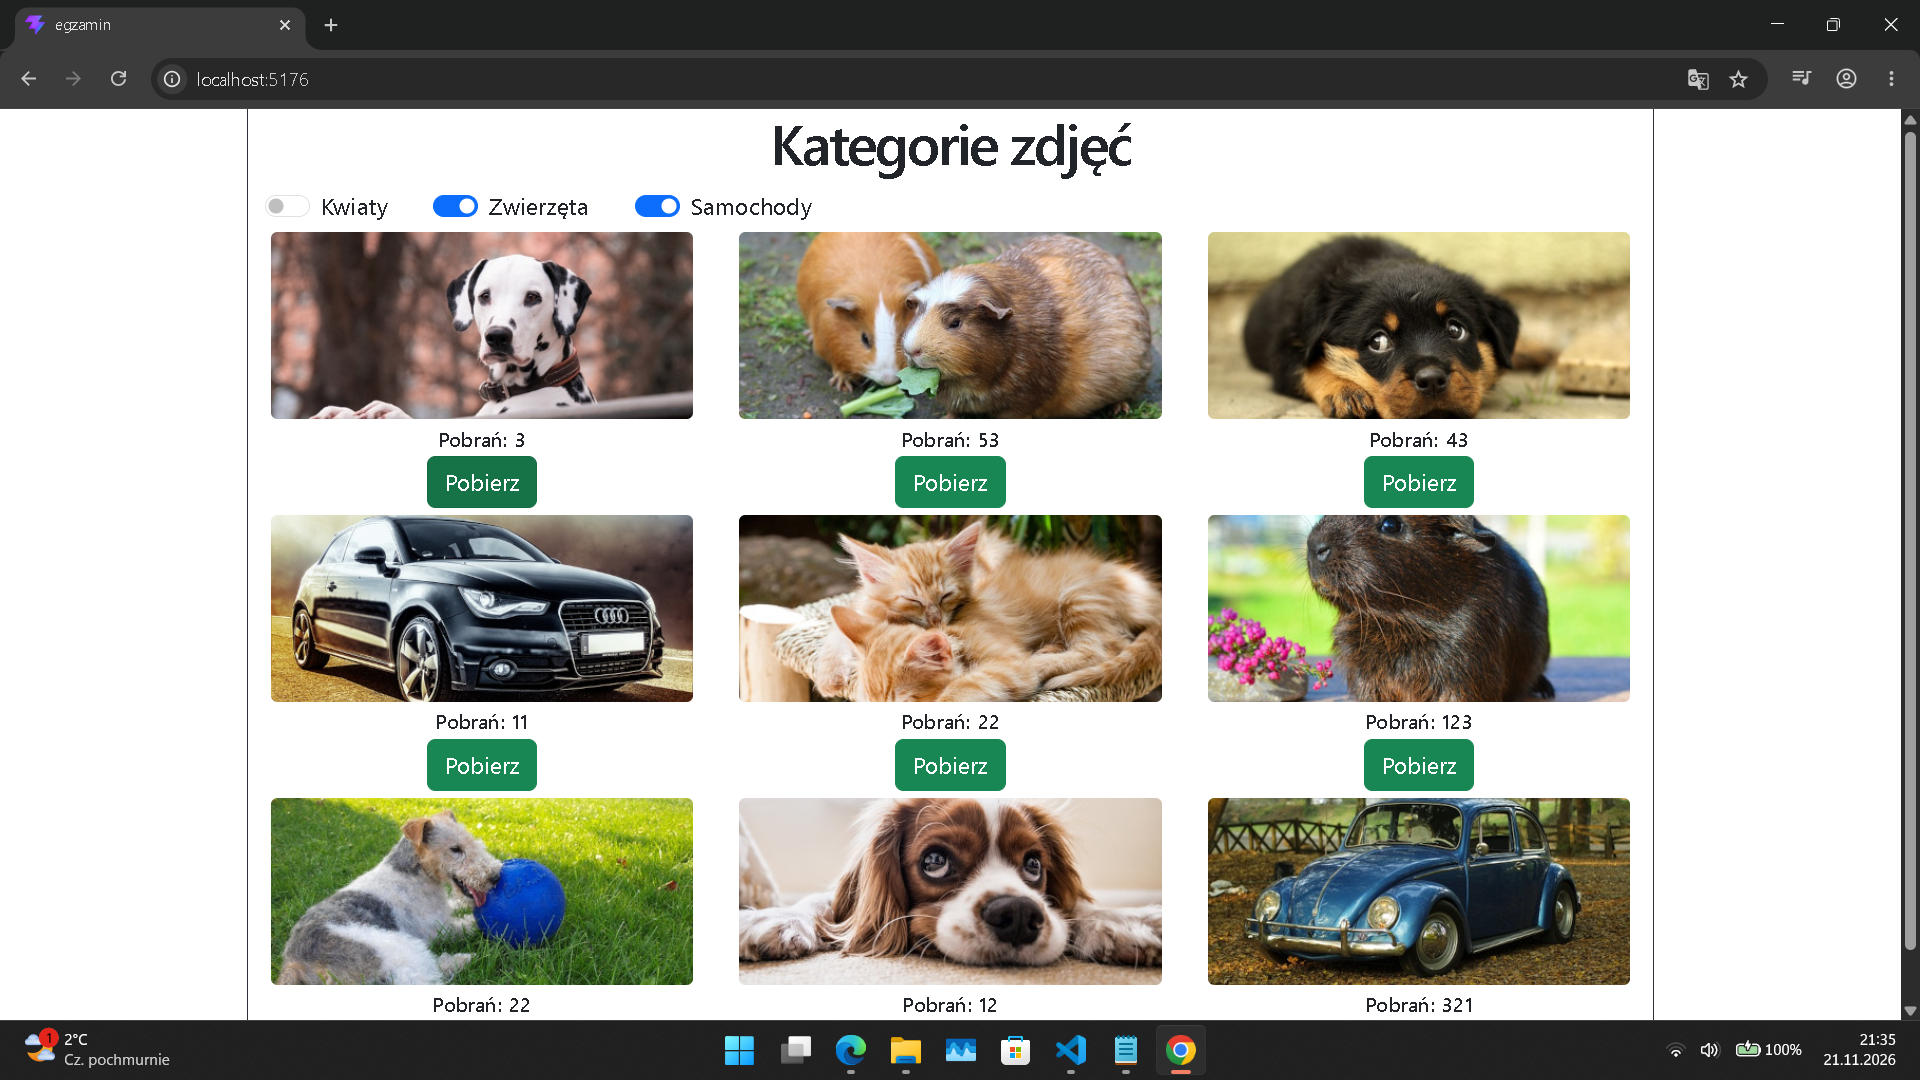 egzamin
localhost:5176
Kategorie zdjęć
Kwiaty Zwierzęta Samochody
Pobrań: 3 Pobrań: 53 Pobrań: 43
Pobierz Pobierz Pobierz
Pobrań: 11 Pobrań: 22 Pobrań: 123
Pobierz Pobierz Pobierz
Pobrań: 22 Pobrań: 12 Pobrań: 321
1 2°C
Cz. pochmurnie
100%
21:35
21.11.2026